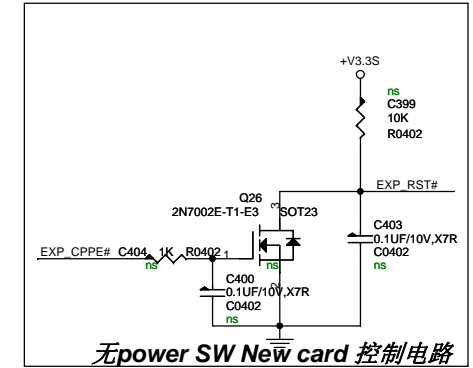 +V3.3S
ns
C399
10K
R0402
EXP_RST#
Q26
2N7002E-T1-E3 SOT23
3
C403
0.1UF/10V,X7R
C0402
ns
EXP_CPPE# C404 1K R0402 1
ns
ns
2
C400
0.1UF/10V,X7R
C0402
ns
无power SW New card 控制电路